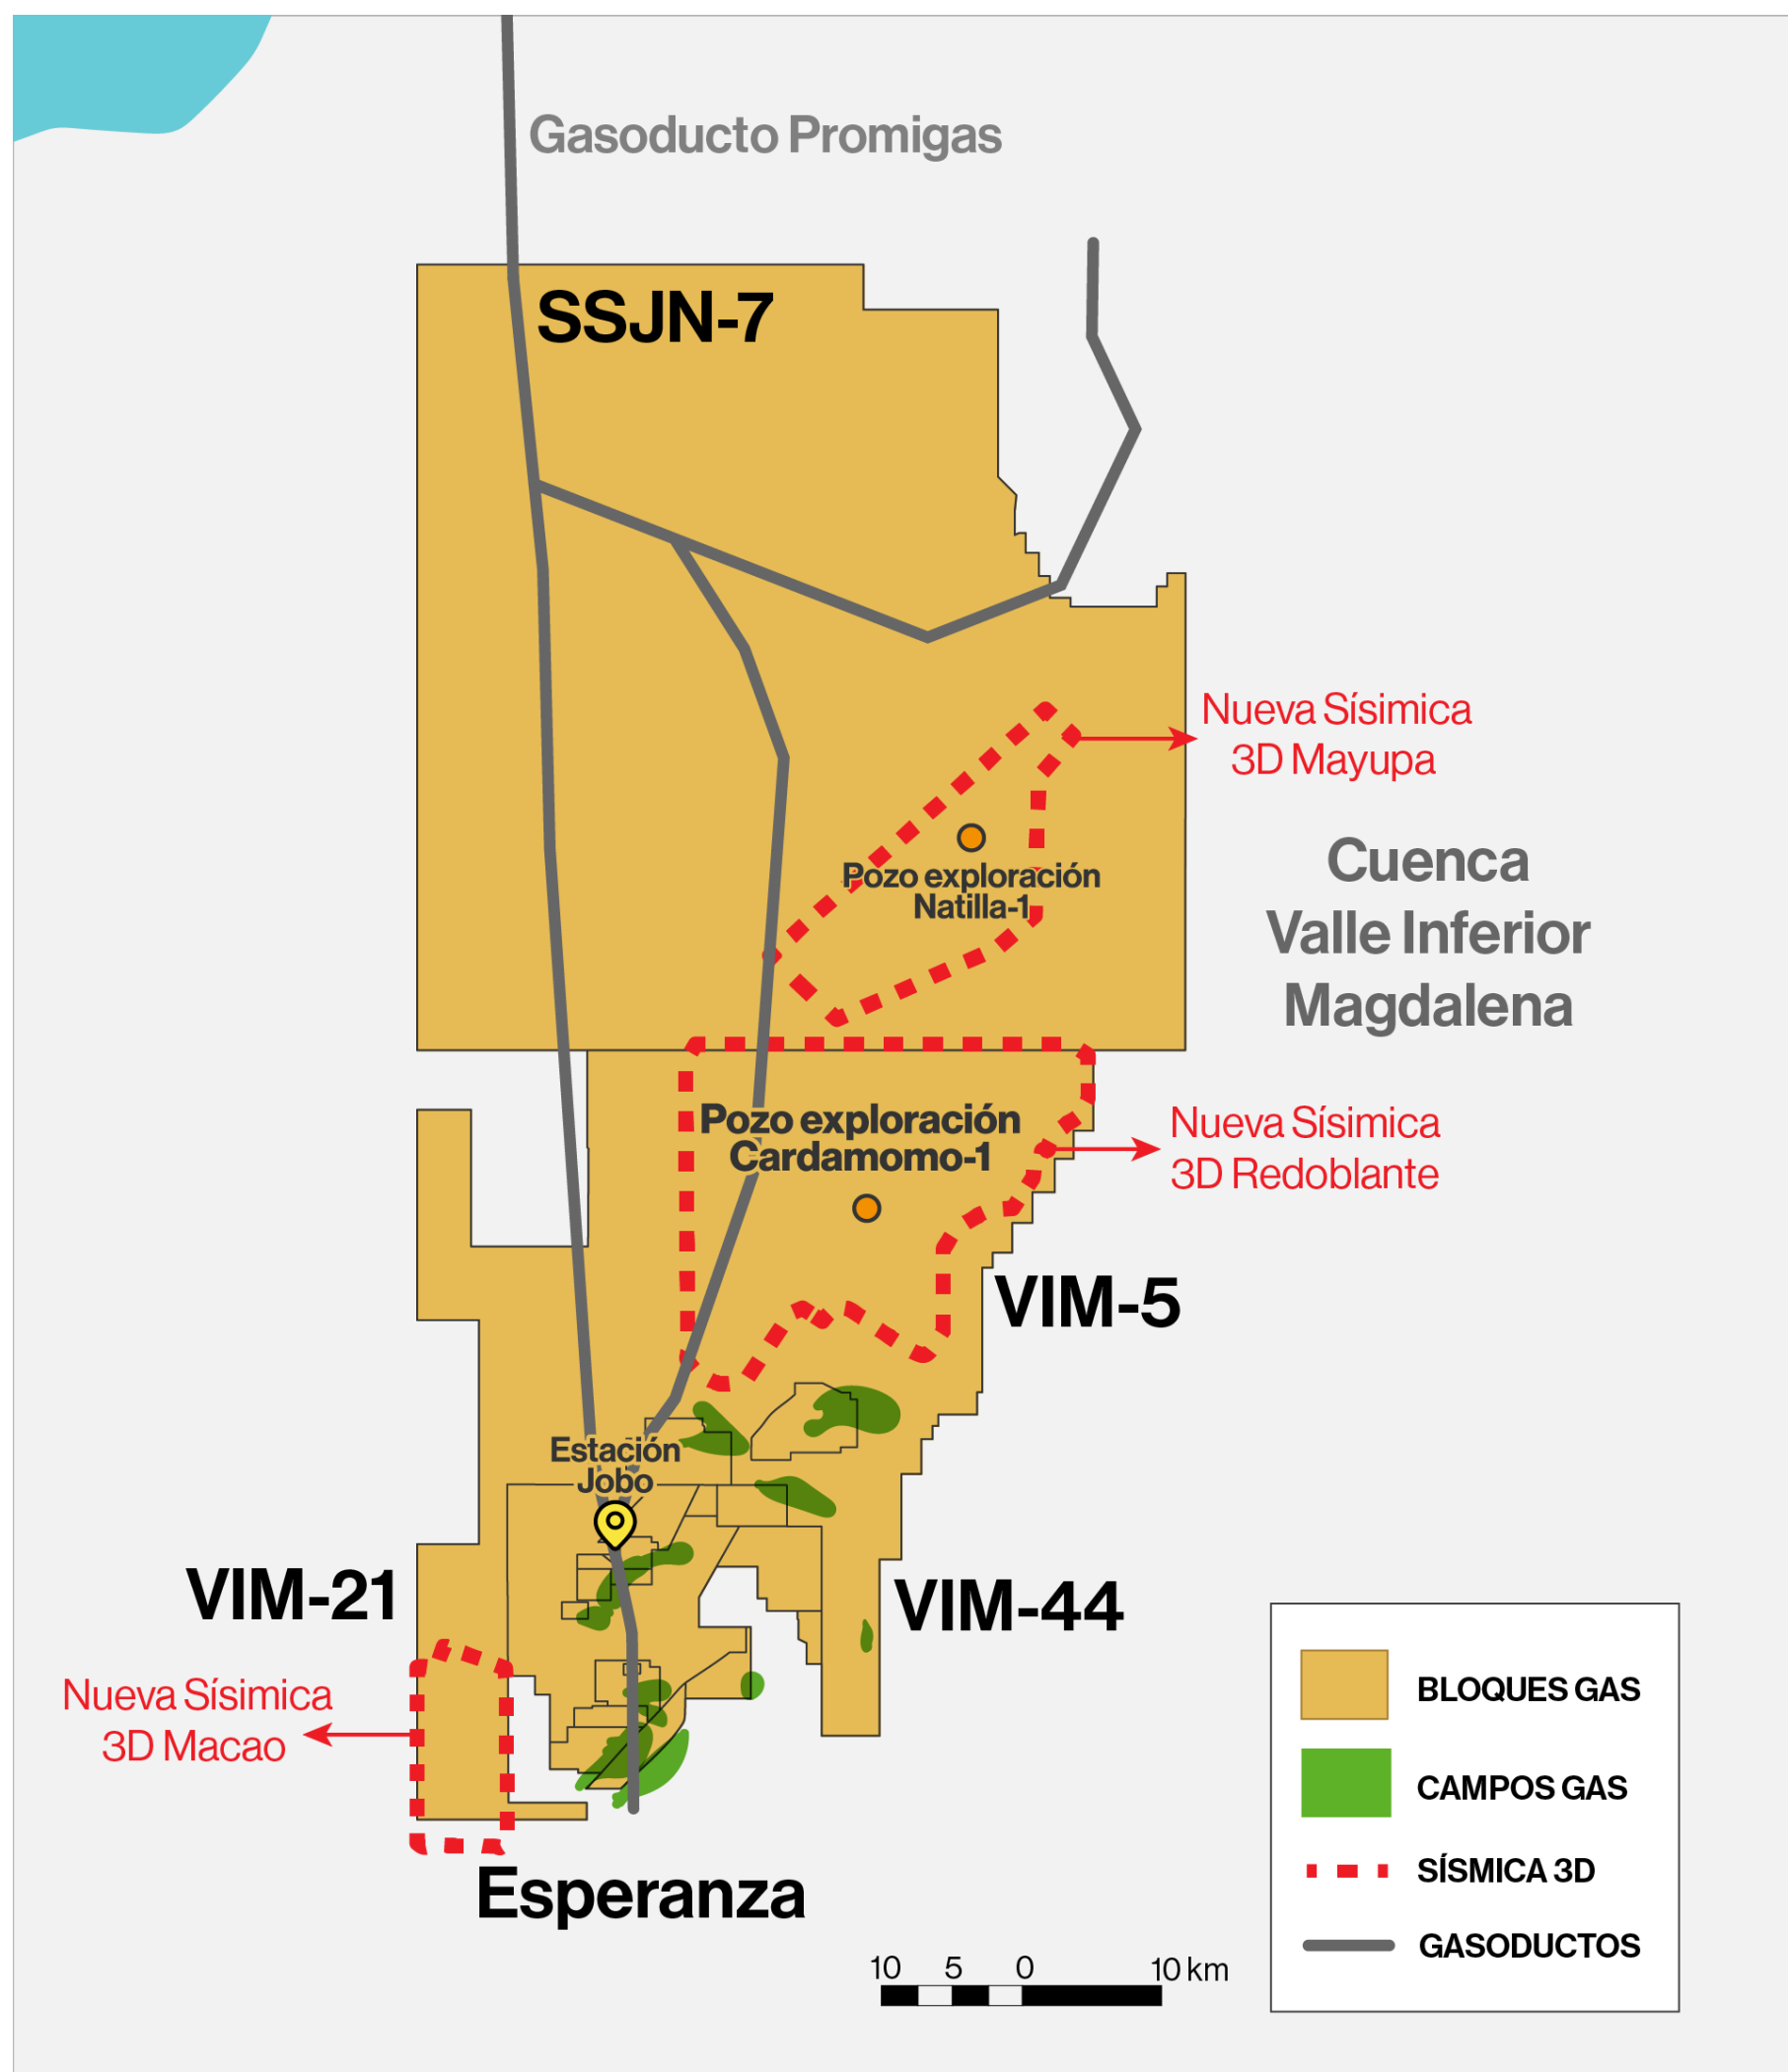 Gasoducto Promigas
SSJN-7
Nueva Sísimica
3D Mayupa
Pozo exploración
Natilla-1
Cuenca
Valle Inferior
Magdalena
Pozo exploración
Cardamomo-1
Nueva Sísimica
3D Redoblante
VIM-5
Estación
Jobo
VIM-21
VIM-44
Nueva Sísimica
3D Macao
Esperanza
BLOQUES GAS
CAMPOS GAS
SÍSMICA 3D
GASODUCTOS
10 5 0 10 km